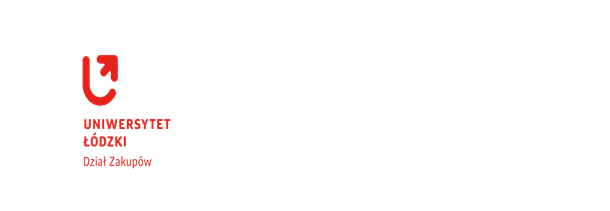 UNIWERSYTET
ŁÓDZKI
Dział Zakupów